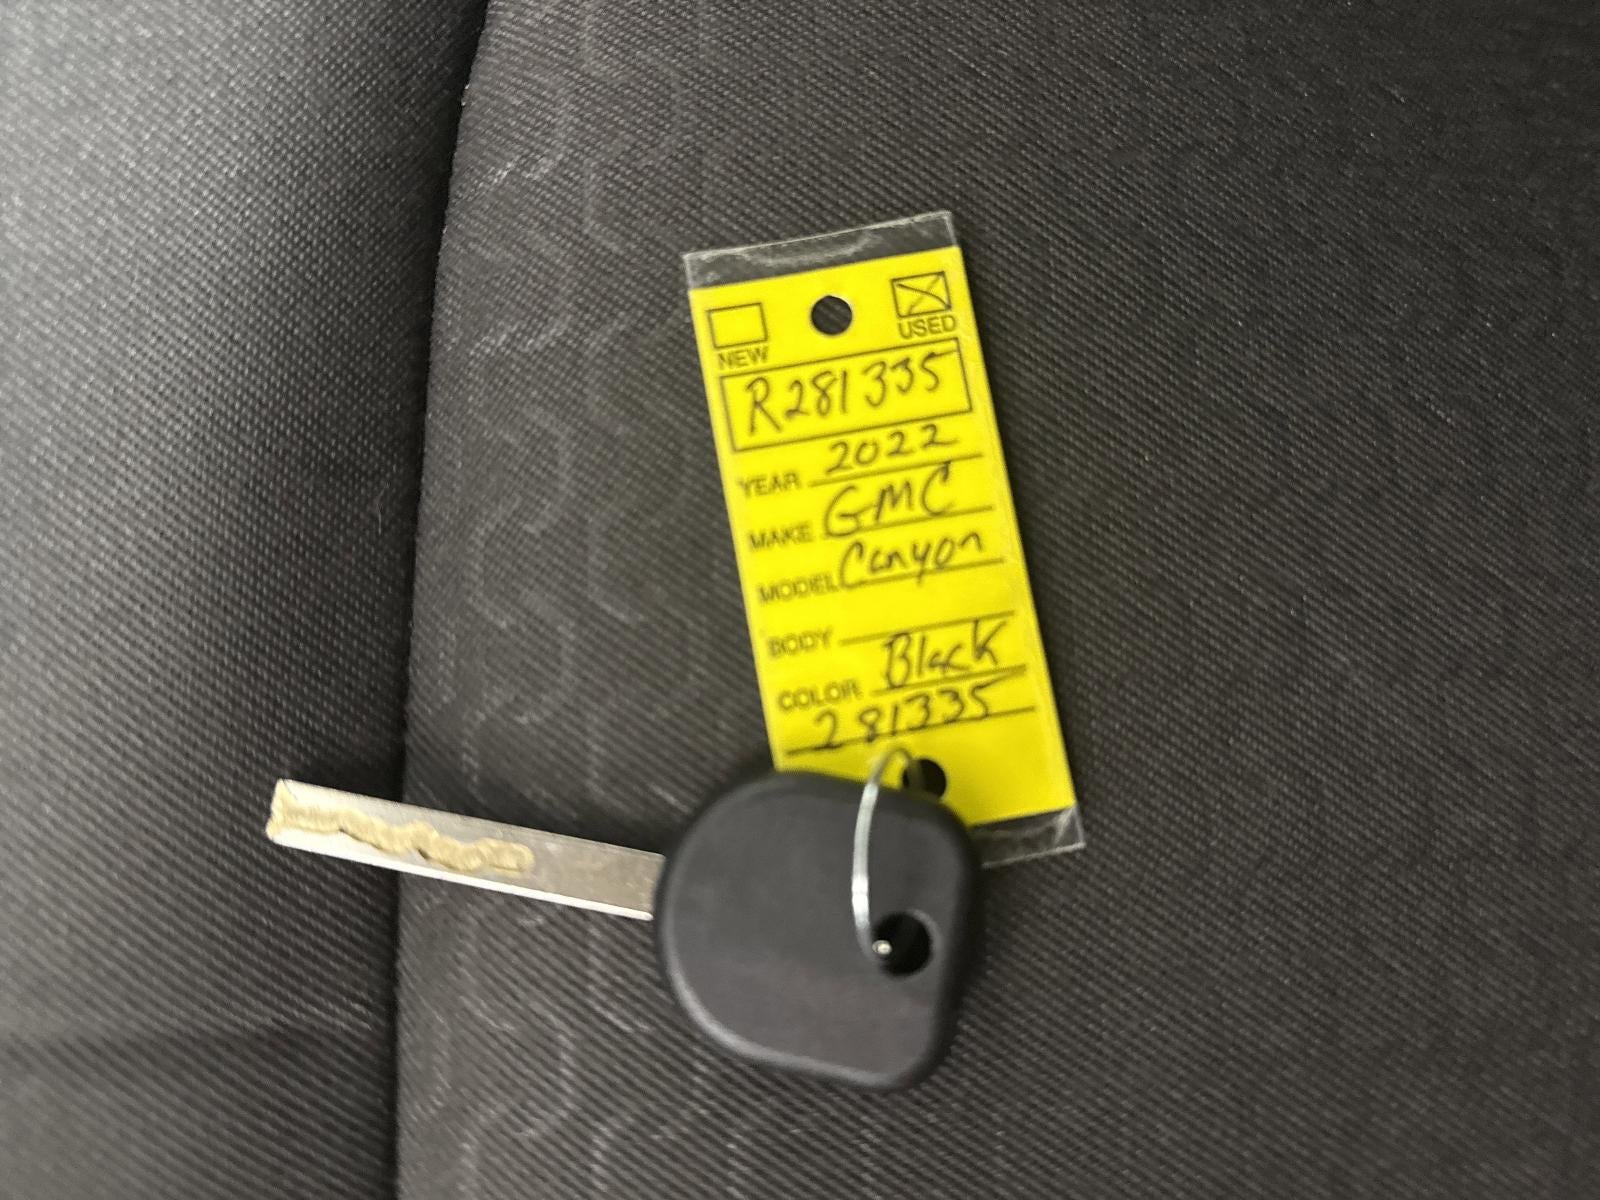 NEW
USED
R281335
YEAR 2022
MAKE GMC
MODEL Canyon
BODY
COLOR Black
281335